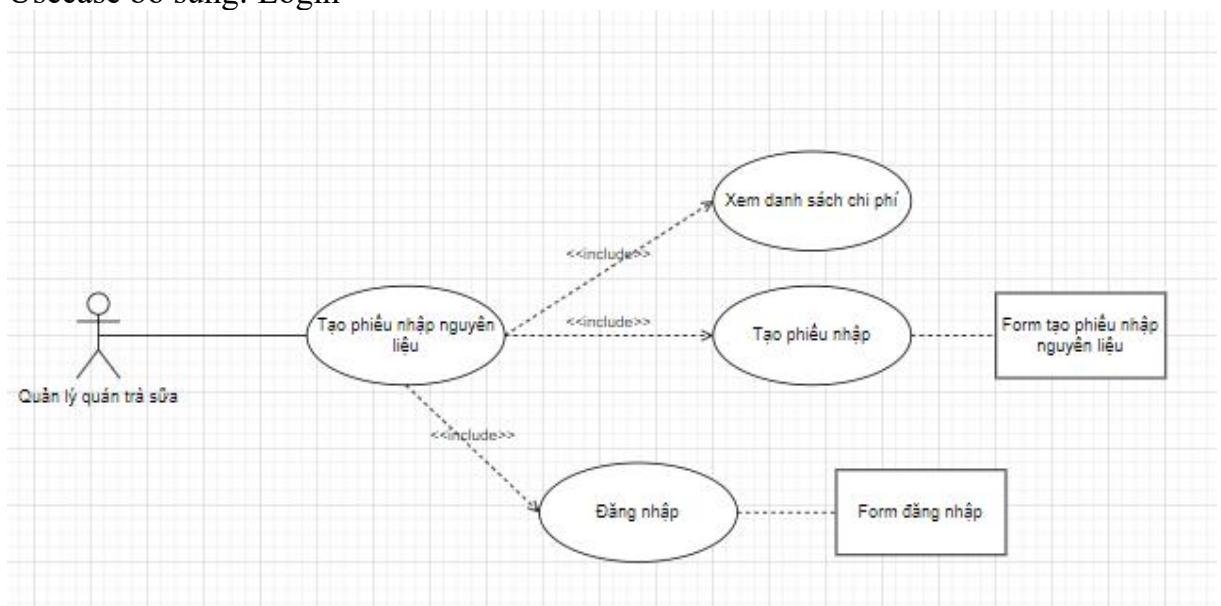 Usecase bổ sung: Login
Xem danh sách chi phí
<<include>>
Tạo phiếu nhập nguyên
liệu
<<include>>
Tạo phiếu nhập
Form tạo phiếu nhập
nguyên liệu
Quản lý quán trà sữa
<<include>>
Đăng nhập
Form đăng nhập